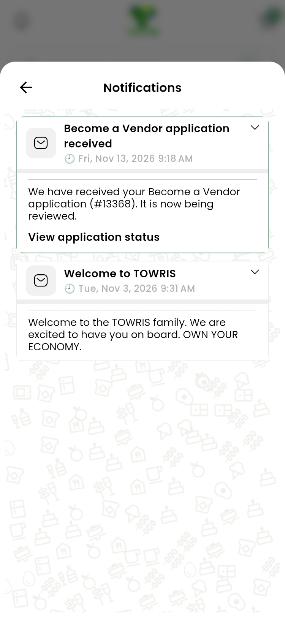 Notifications
Become a Vendor application
received
Fri, Nov 13, 2026 9:18 AM
We have received your Become a Vendor
application (#13368). It is now being
reviewed.
View application status
Welcome to TOWRIS
Tue, Nov 3, 2026 9:31 AM
Welcome to the TOWRIS family. We are
excited to have you on board. OWN YOUR
ECONOMY.